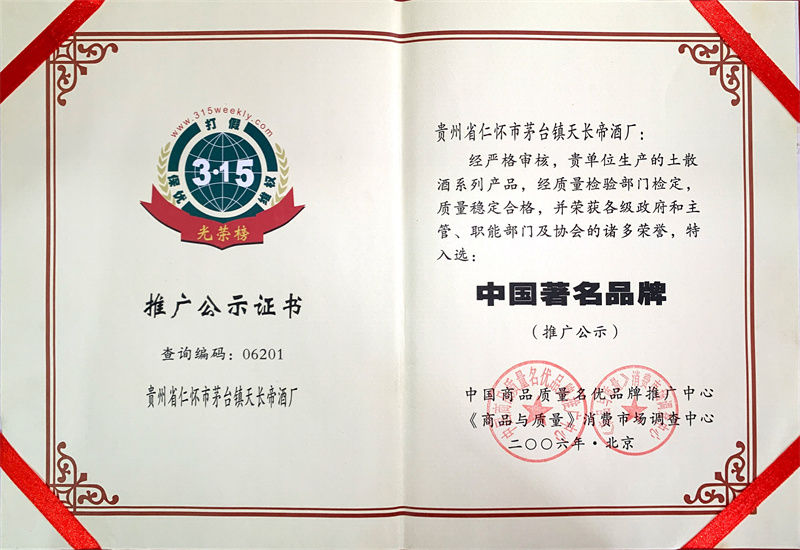 www.315weekly.com
打假
保优
3·15
光荣榜
推广公示证书
查询编码：06201
贵州省仁怀市茅台镇天长帝酒厂
贵州省仁怀市茅台镇天长帝酒厂：
经严格审核，贵单位生产的土散
酒系列产品，经质量检验部门检定，
质量稳定合格，并荣获各级政府和主
管、职能部门及协会的诸多荣誉，特
入选：
中国著名品牌
（推广公示）
中国商品质量名优品牌推广中心
《商品与质量》消费市场调查中心
二〇〇六年·北京